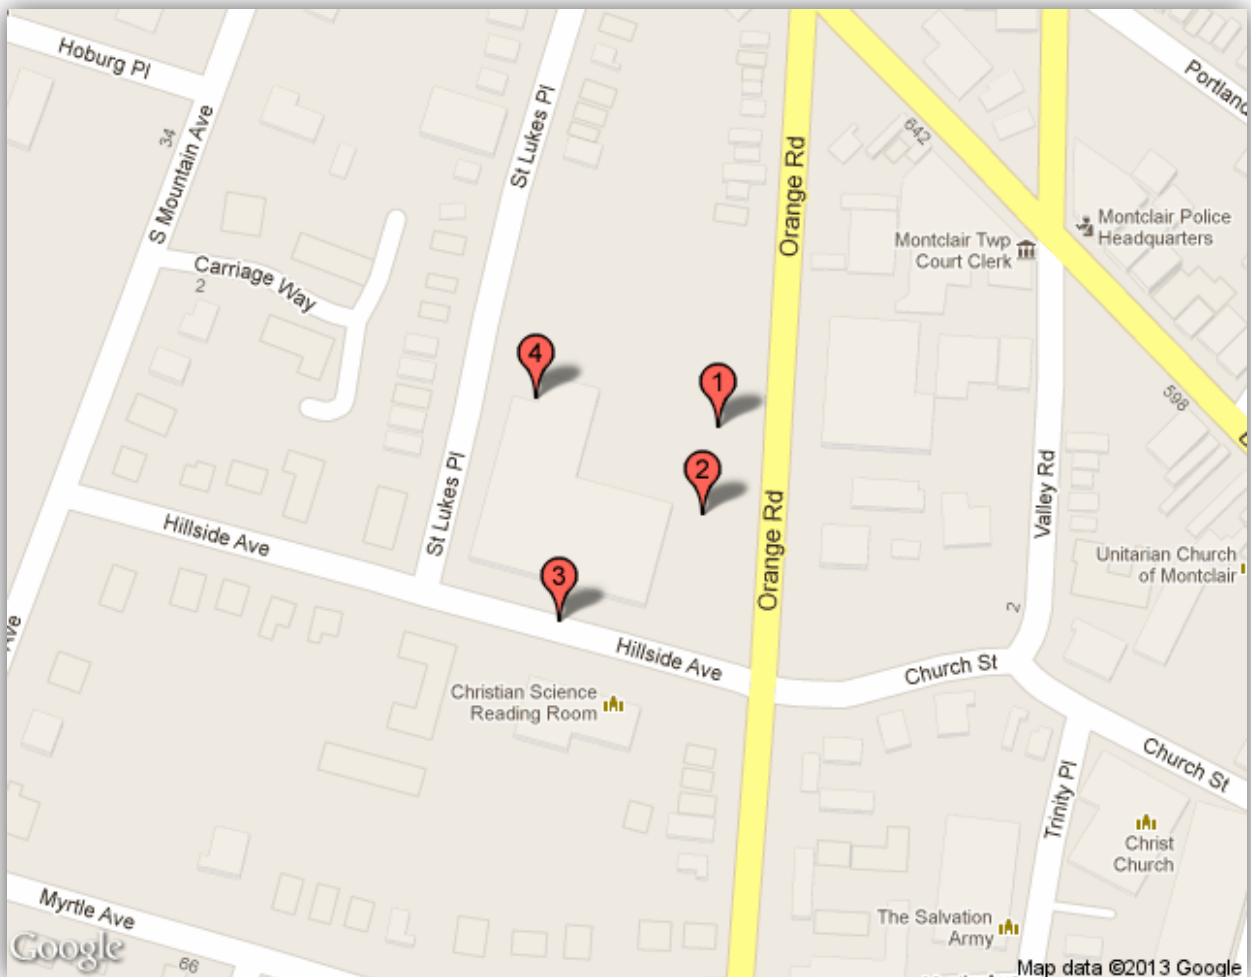 Hoburg Pl
34
S Mountain Ave
St Lukes Pl
Orange Rd
642
Portland
Montclair Police
Headquarters
Montclair Twp
Court Clerk
Carriage Way
2
4
1
2
3
598
St Lukes Pl
Hillside Ave
Orange Rd
Valley Rd
Unitarian Church
of Montclair
2
Ave
Hillside Ave
Church St
Christian Science
Reading Room
Church St
Trinity Pl
Christ
Church
Myrtle Ave
The Salvation
Army
66
Google
Map data ©2013 Google